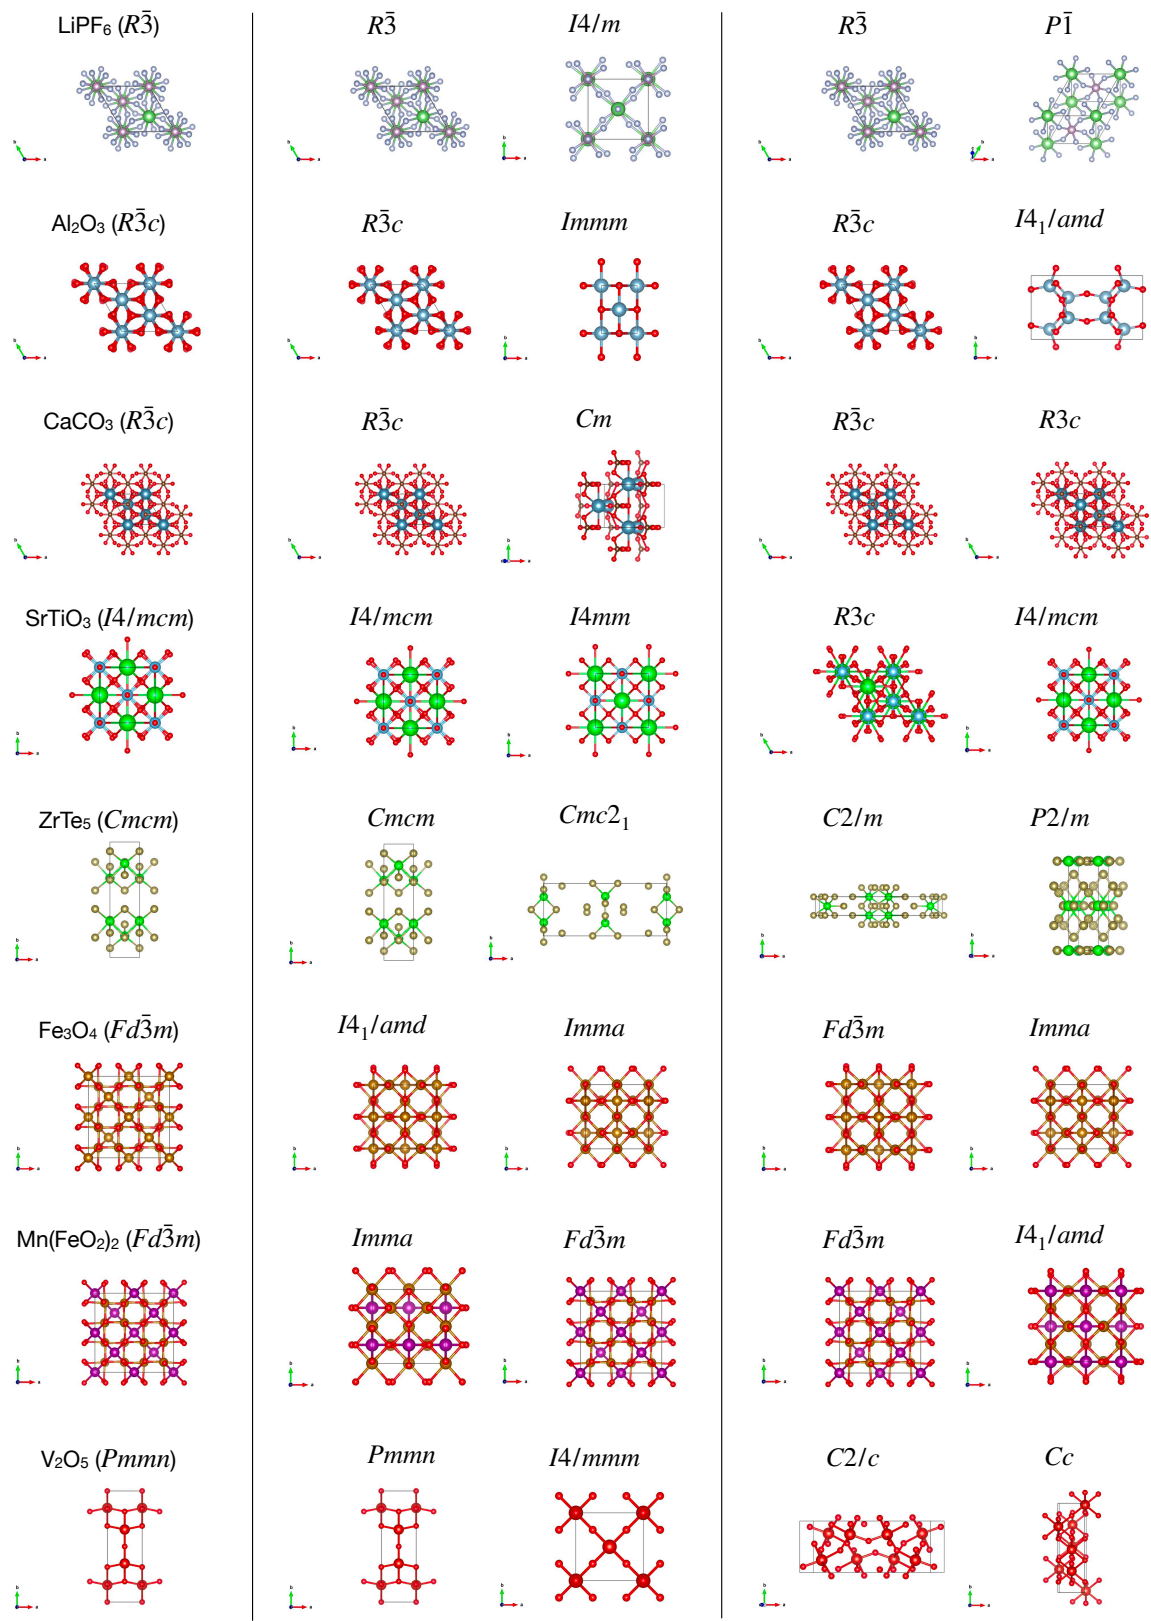 LiPF₆ (R3̄) R3̄ I4/m R3̄ P1̄
Al₂O₃ (R3̄c) R3̄c Immm R3̄c I4₁/amd
CaCO₃ (R3̄c) R3̄c Cm R3̄c R3c
SrTiO₃ (I4/mcm) I4/mcm I4mm R3c I4/mcm
ZrTe₅ (Cmcm) Cmcm Cmc2₁ C2/m P2/m
Fe₃O₄ (Fd3̄m) I4₁/amd Imma Fd3̄m Imma
Mn(FeO₂)₂ (Fd3̄m) Imma Fd3̄m Fd3̄m I4₁/amd
V₂O₅ (Pmmn) Pmmn I4/mmm C2/c Cc